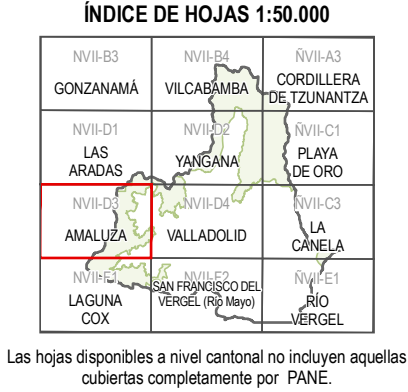 ÍNDICE DE HOJAS 1:50.000
NVII-B3 NVII-B4 ÑVII-A3
GONZANAMÁ VILCABAMBA CORDILLERA
DE TZUNANTZA
NVII-D1 NVII-D2 ÑVII-C1
LAS
ARADAS YANGANA PLAYA
DE ORO
NVII-D3 NVII-D4 ÑVII-C3
AMALUZA VALLADOLID LA
CANELA
NVII-F1 NVII-F2 ÑVII-E1
LAGUNA
COX SAN FRANCISCO DEL
VERGEL (Río Mayo) RÍO
VERGEL
Las hojas disponibles a nivel cantonal no incluyen aquellas
cubiertas completamente por PANE.